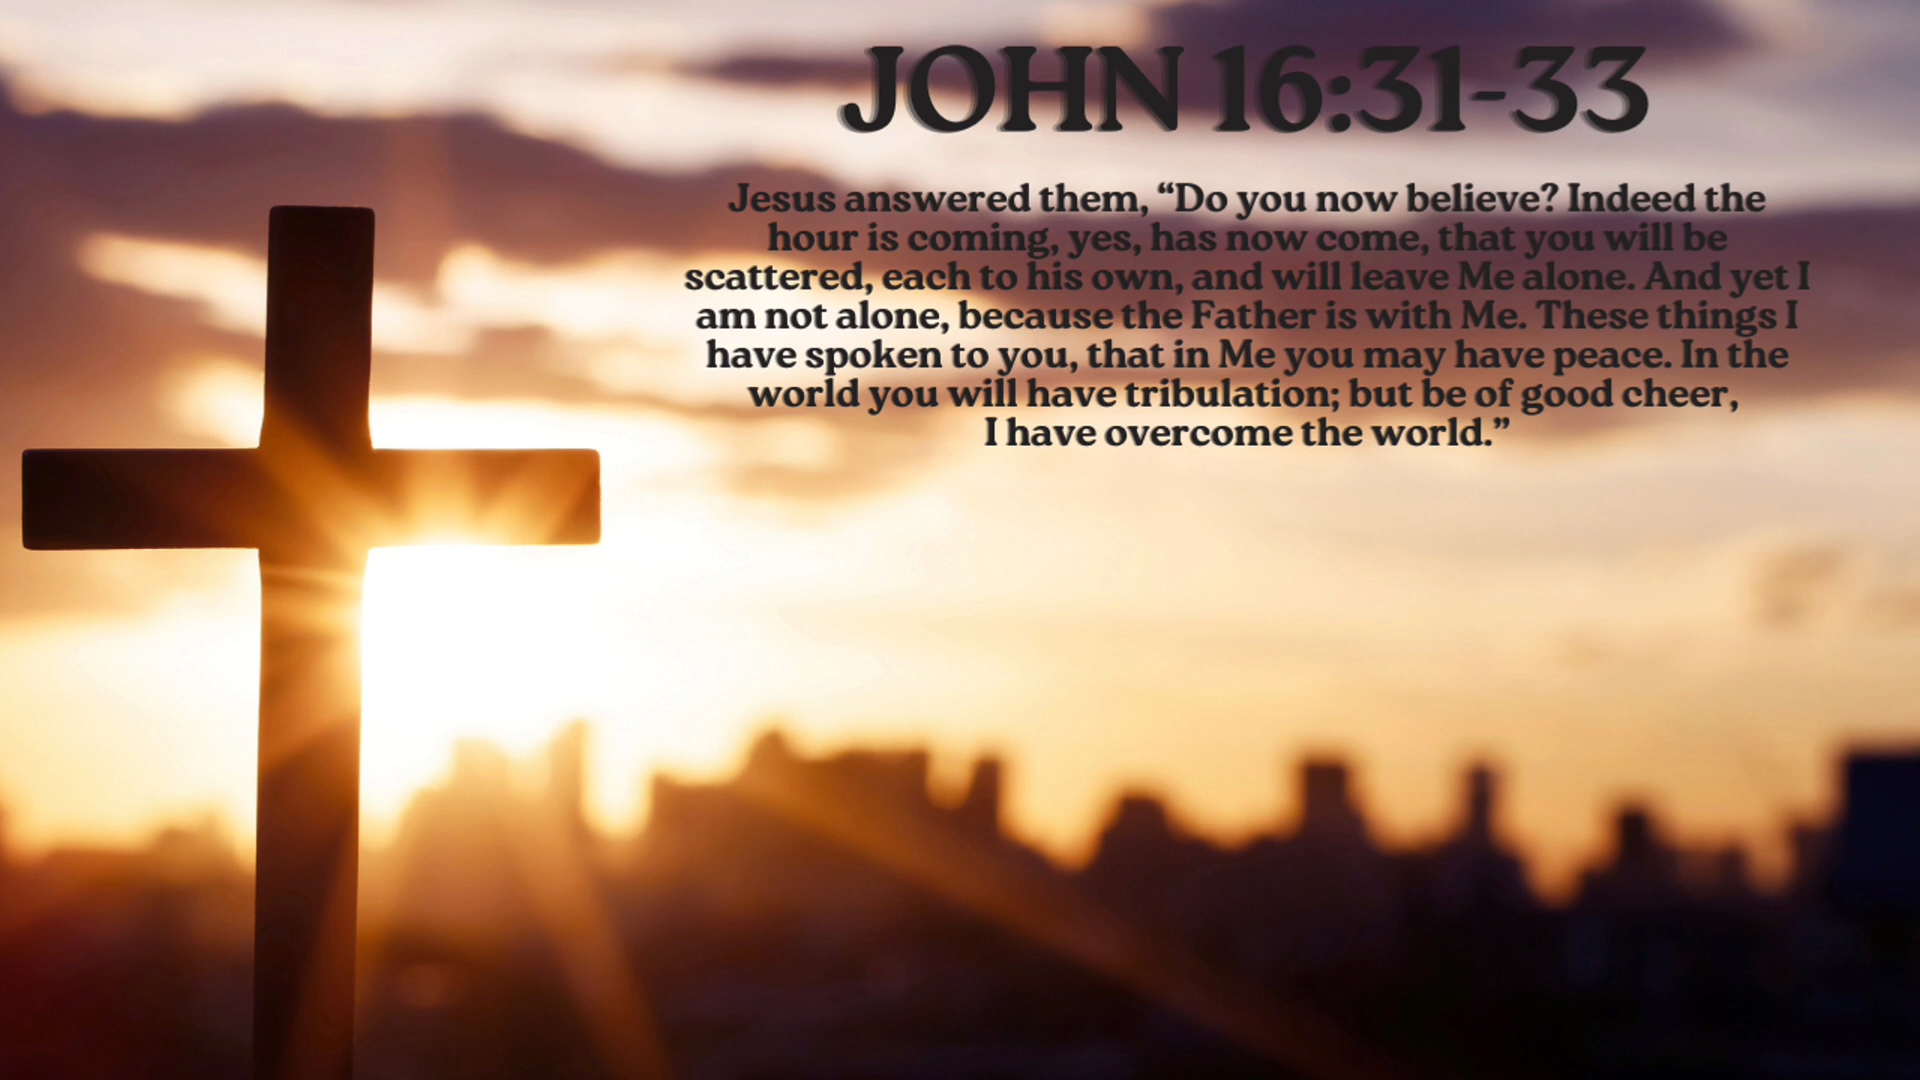 JOHN 16:31-33
Jesus answered them, “Do you now believe? Indeed the
hour is coming, yes, has now come, that you will be
scattered, each to his own, and will leave Me alone. And yet I
am not alone, because the Father is with Me. These things I
have spoken to you, that in Me you may have peace. In the
world you will have tribulation; but be of good cheer,
I have overcome the world.”